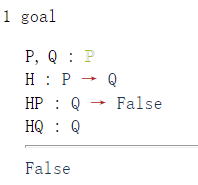 1 goal
P, Q : P
H : P → Q
HP : Q → False
HQ : Q
False